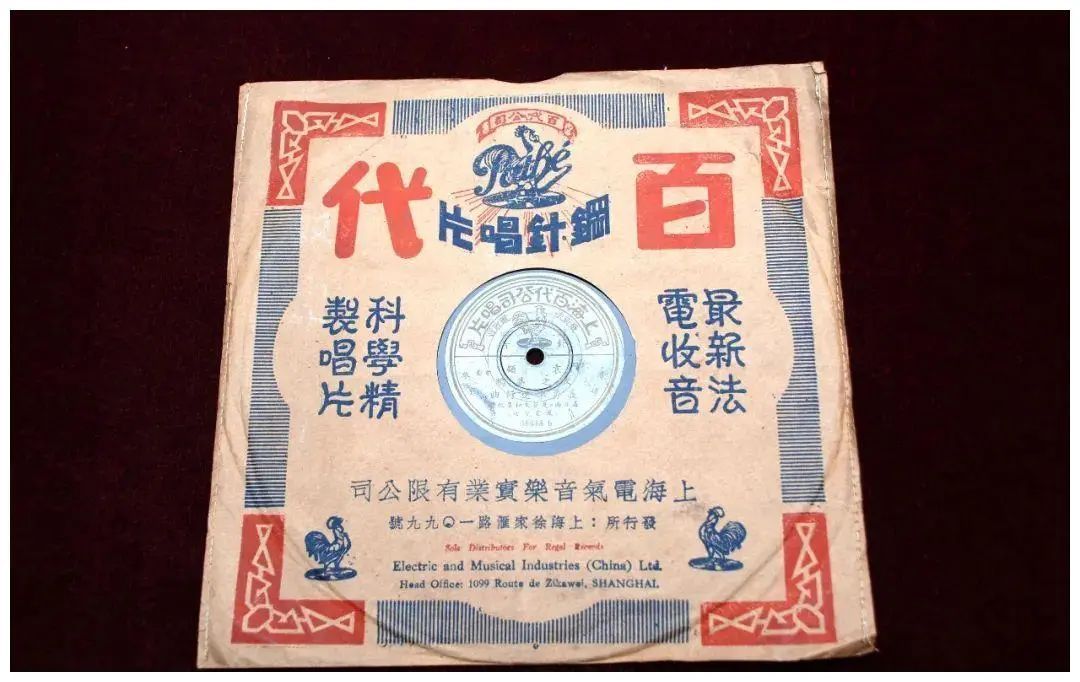 百代公司
Pathé
百代
鋼針唱片
最新法
電收音
科學精
製唱片
上海百代公司唱片
上海電氣音樂實業有限公司
發行所：上海徐家匯路一〇九九號
Sole Distributors For Regal Records
Electric and Musical Industries (China) Ltd.
Head Office: 1099 Route de Zikawei, SHANGHAI.